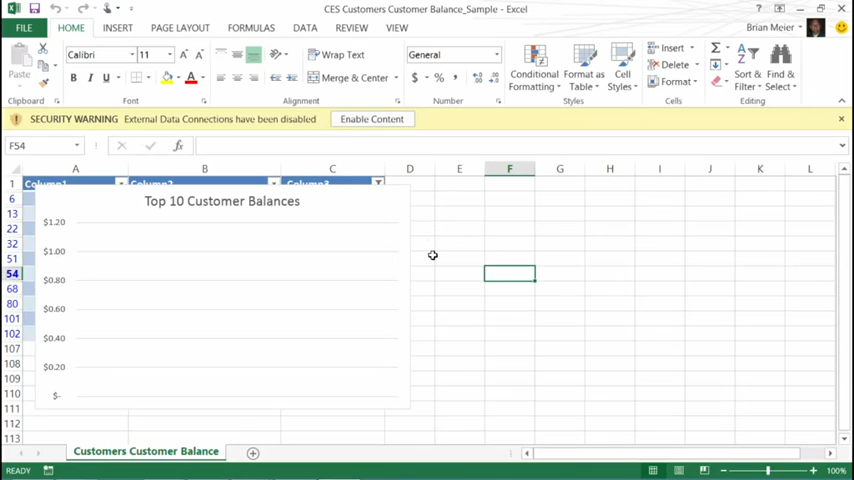 CES Customers Customer Balance_Sample - Excel
FILE HOME INSERT PAGE LAYOUT FORMULAS DATA REVIEW VIEW Brian Meier
Paste
Calibri 11
B I U
Wrap Text
Merge & Center
General
$ % ,
Conditional Formatting
Format as Table
Cell Styles
Insert
Delete
Format
Sort & Filter
Find & Select
Clipboard Font Alignment Number Styles Cells Editing
SECURITY WARNING External Data Connections have been disabled Enable Content
F54 fx
A B C D E F G H I J K L
1 Column1 Column2 Column3
6
13
22
32
51
54
68
80
101
102
107
108
109
110
111
112
113
Top 10 Customer Balances
$1.20
$1.00
$0.80
$0.60
$0.40
$0.20
$-
Customers Customer Balance
READY 100%